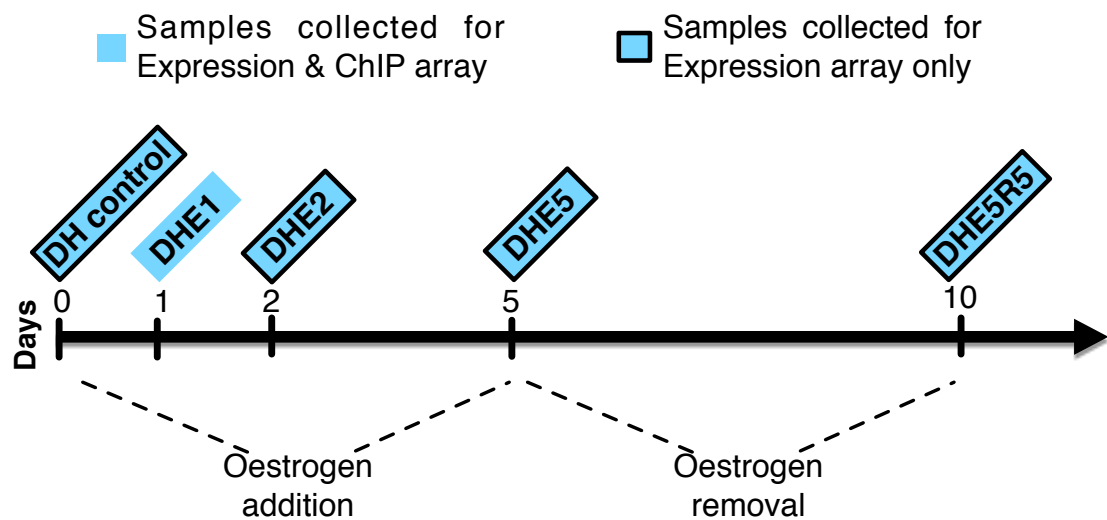 Samples collected for
Expression & ChIP array
Samples collected for
Expression array only
DH control
DHE1
DHE2
DHE5
DHE5R5
Days
0
1
2
5
10
Oestrogen
addition
Oestrogen
removal